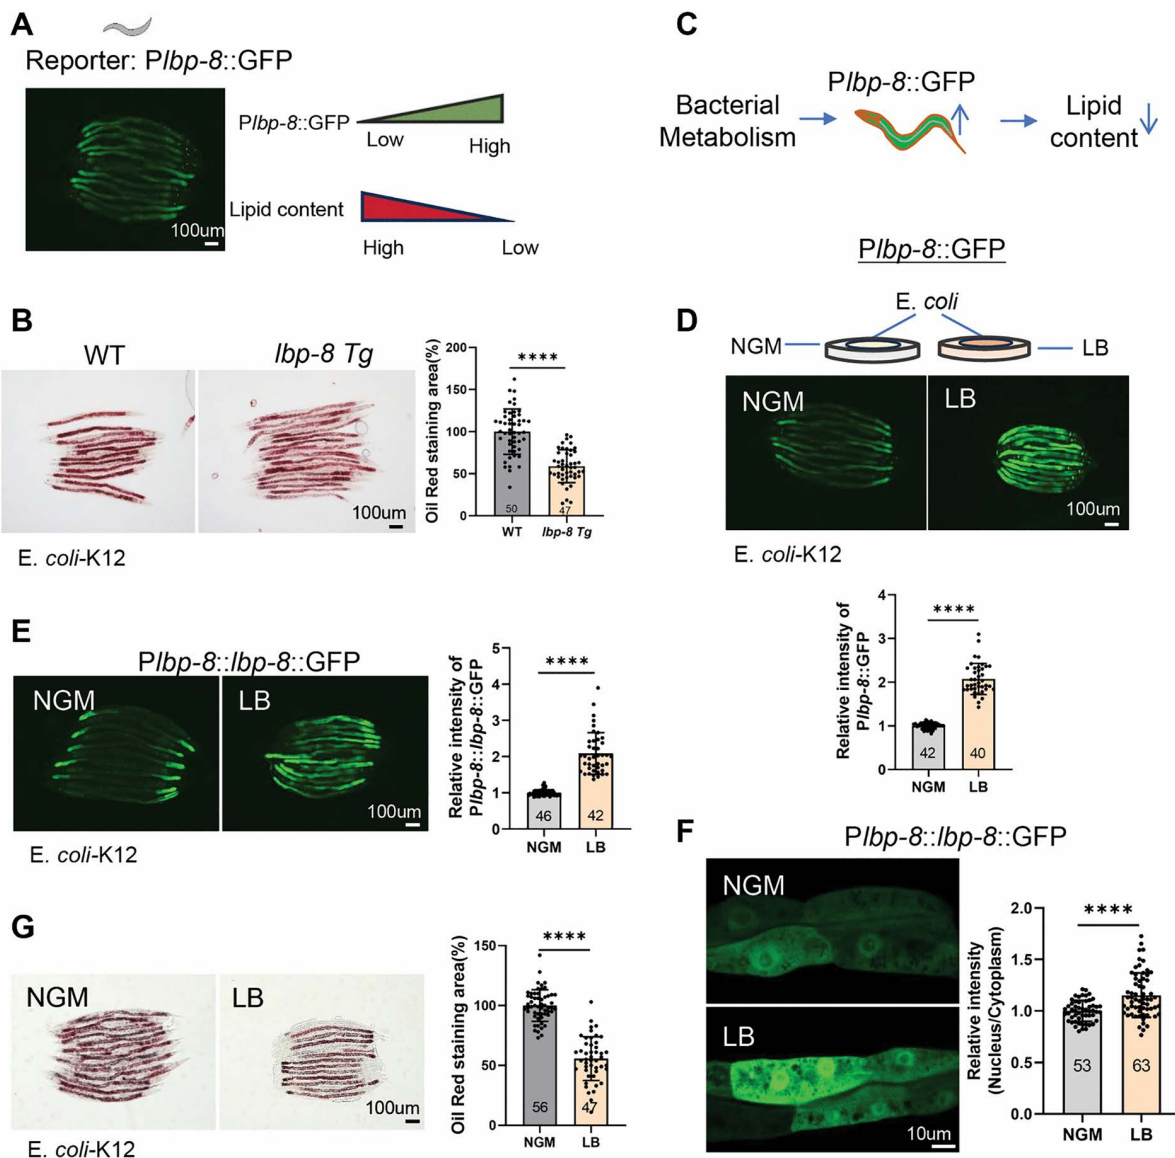 A
Reporter: Plbp-8::GFP
100um
Plbp-8::GFP
Low
High
Lipid content
High
Low
B
WT
lbp-8 Tg
100um
E. coli-K12
Oil Red staining area(%)
200
150
100
50
0
****
50
47
WT
lbp-8 Tg
C
Plbp-8::GFP
Bacterial
Metabolism
Lipid
content
Plbp-8::GFP
D
E. coli
NGM
LB
NGM
LB
100um
E. coli-K12
Relative intensity of
Plbp-8::GFP
4
3
2
1
0
****
42
40
NGM
LB
E
Plbp-8::lbp-8::GFP
NGM
LB
100um
E. coli-K12
Relative intensity of
Plbp-8::lbp-8::GFP
5
4
3
2
1
0
****
46
42
NGM
LB
F
Plbp-8::lbp-8::GFP
NGM
LB
10um
Relative intensity
(Nucleus/Cytoplasm)
2.0
1.5
1.0
0.5
0.0
****
53
63
NGM
LB
G
NGM
LB
100um
E. coli-K12
Oil Red staining area(%)
150
100
50
0
****
56
47
NGM
LB